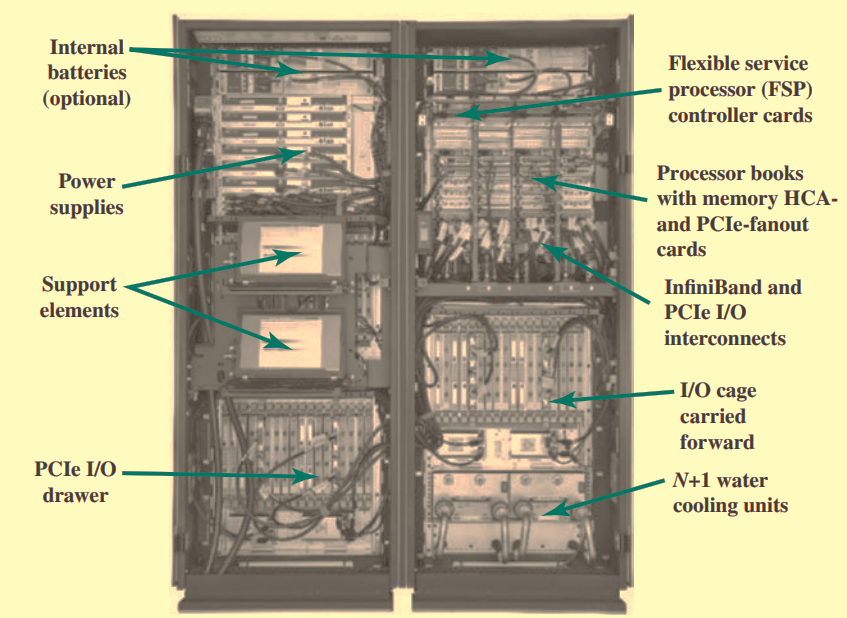 Internal
batteries
(optional)
Power
supplies
Support
elements
PCIe I/O
drawer
Flexible service
processor (FSP)
controller cards
Processor books
with memory HCA-
and PCIe-fanout
cards
InfiniBand and
PCIe I/O
interconnects
I/O cage
carried
forward
N+1 water
cooling units